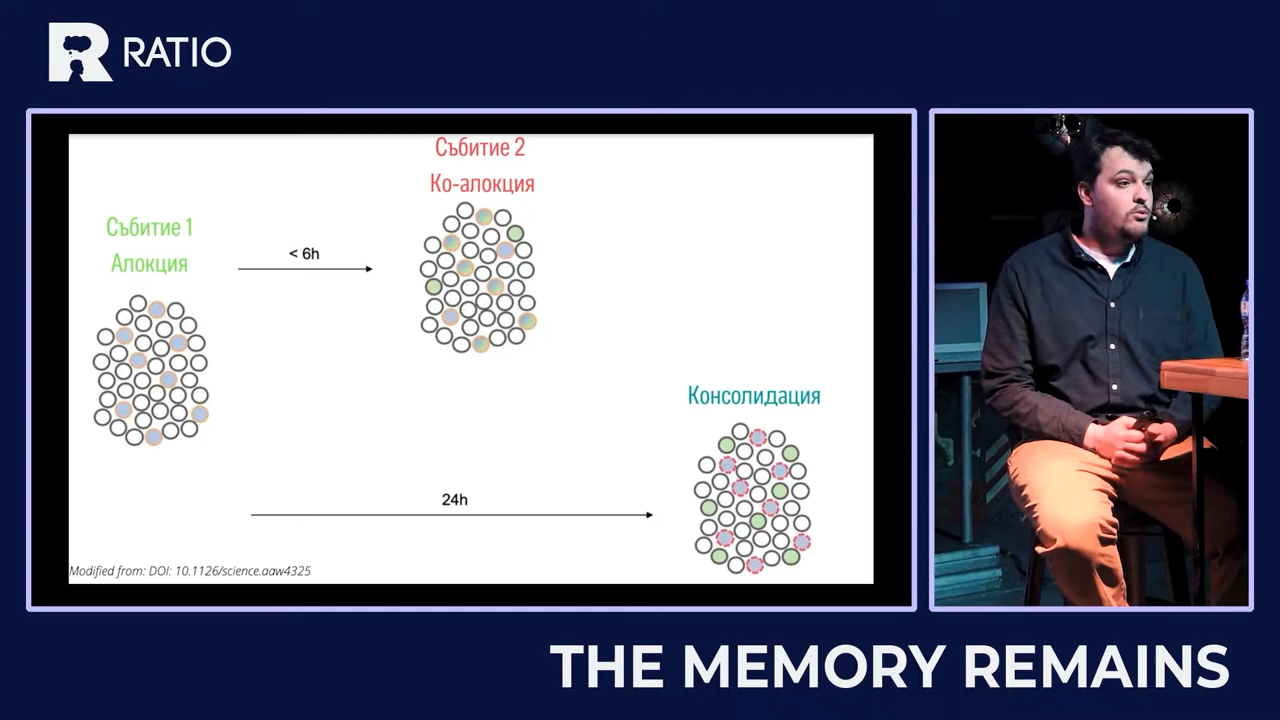 RATIO
Събитие 1
Алокция
< 6h
Събитие 2
Ко-алокция
24h
Консолидация
Modified from: DOI: 10.1126/science.aaw4325
THE MEMORY REMAINS